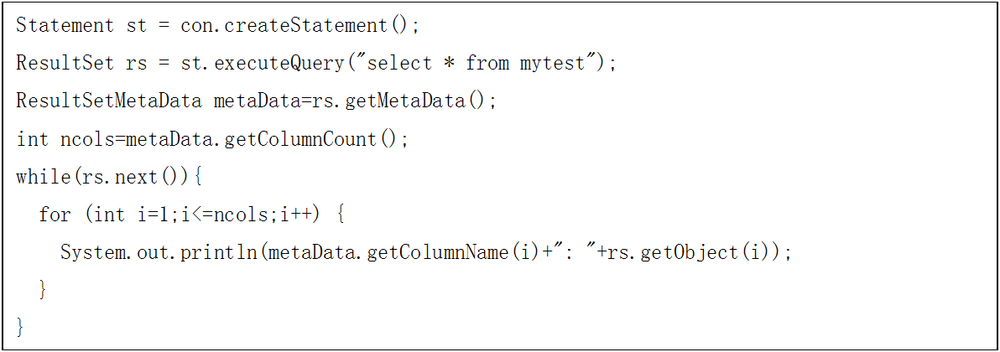 Statement st = con.createStatement();
ResultSet rs = st.executeQuery("select * from mytest");
ResultSetMetaData metaData=rs.getMetaData();
int ncols=metaData.getColumnCount();
while(rs.next()){
  for (int i=1;i<=ncols;i++) {
    System.out.println(metaData.getColumnName(i)+": "+rs.getObject(i));
  }
}